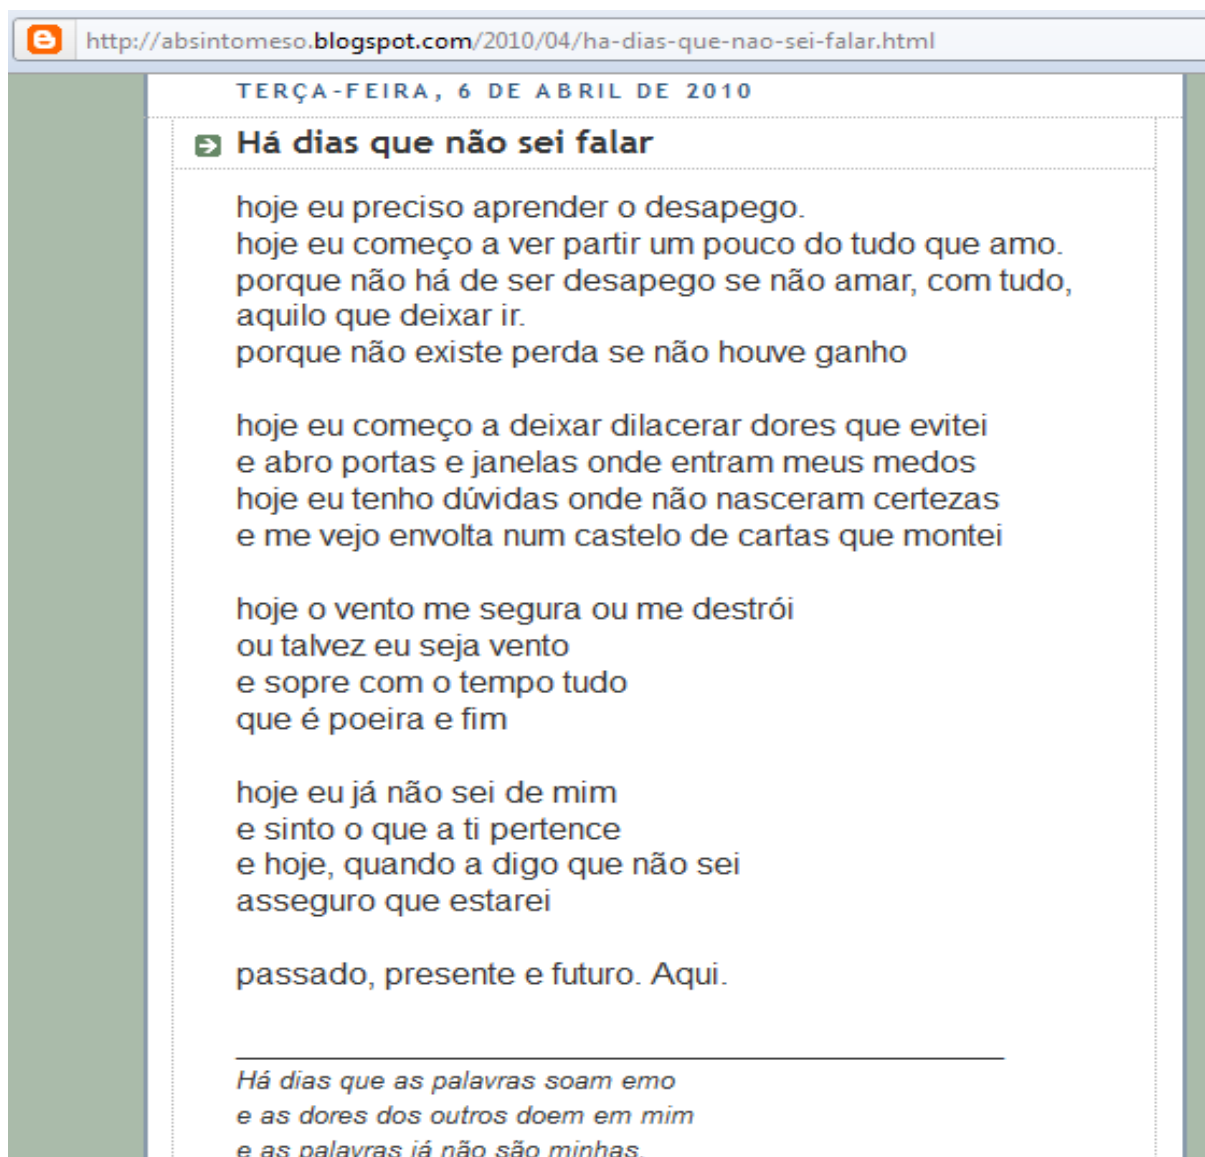 http://absintomeso.blogspot.com/2010/04/ha-dias-que-nao-sei-falar.html
TERÇA-FEIRA, 6 DE ABRIL DE 2010
Há dias que não sei falar
hoje eu preciso aprender o desapego.
hoje eu começo a ver partir um pouco do tudo que amo.
porque não há de ser desapego se não amar, com tudo,
aquilo que deixar ir.
porque não existe perda se não houve ganho
hoje eu começo a deixar dilacerar dores que evitei
e abro portas e janelas onde entram meus medos
hoje eu tenho dúvidas onde não nasceram certezas
e me vejo envolta num castelo de cartas que montei
hoje o vento me segura ou me destrói
ou talvez eu seja vento
e sopre com o tempo tudo
que é poeira e fim
hoje eu já não sei de mim
e sinto o que a ti pertence
e hoje, quando a digo que não sei
asseguro que estarei
passado, presente e futuro. Aqui.
Há dias que as palavras soam emo
e as dores dos outros doem em mim
e as palavras já não são minhas.